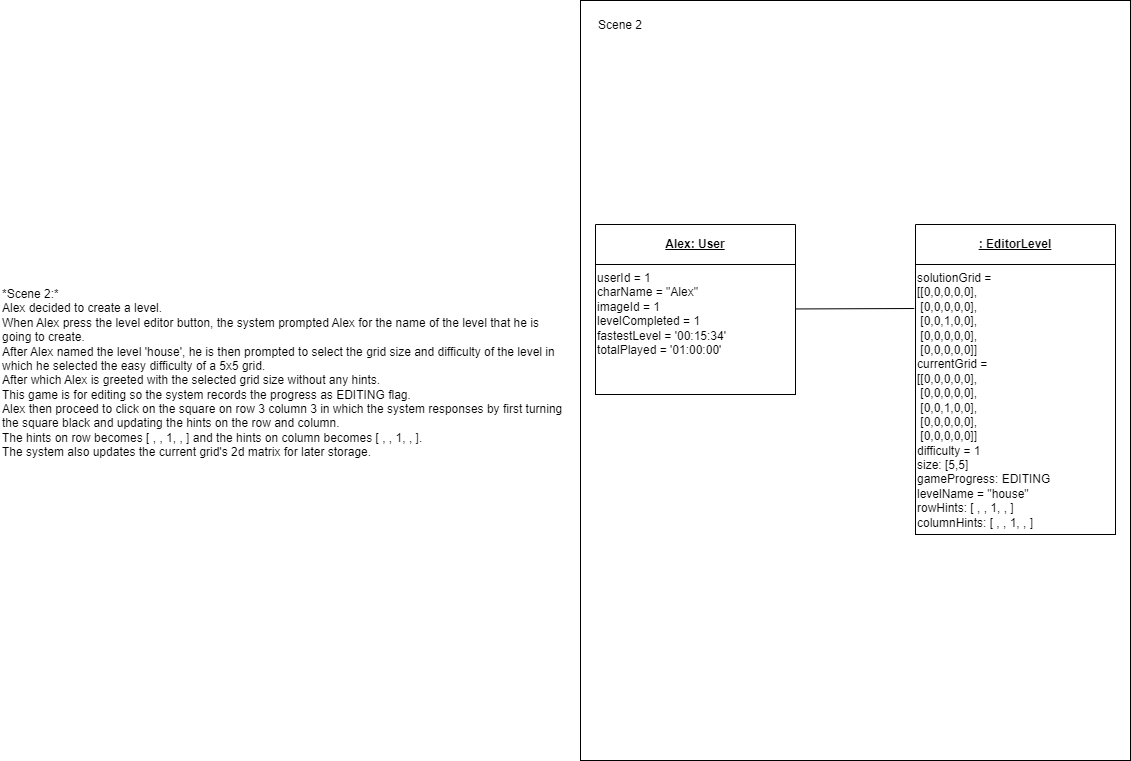 *Scene 2:*
Alex decided to create a level.
When Alex press the level editor button, the system prompted Alex for the name of the level that he is
going to create.
After Alex named the level 'house', he is then prompted to select the grid size and difficulty of the level in
which he selected the easy difficulty of a 5x5 grid.
After which Alex is greeted with the selected grid size without any hints.
This game is for editing so the system records the progress as EDITING flag.
Alex then proceed to click on the square on row 3 column 3 in which the system responses by first turning
the square black and updating the hints on the row and column.
The hints on row becomes [ , , 1, , ] and the hints on column becomes [ , , 1, , ].
The system also updates the current grid's 2d matrix for later storage.
Scene 2
Alex: User
userId = 1
charName = "Alex"
imageId = 1
levelCompleted = 1
fastestLevel = '00:15:34'
totalPlayed = '01:00:00'
: EditorLevel
solutionGrid =
[[0,0,0,0,0],
[0,0,0,0,0],
[0,0,1,0,0],
[0,0,0,0,0],
[0,0,0,0,0]]
currentGrid =
[[0,0,0,0,0],
[0,0,0,0,0],
[0,0,1,0,0],
[0,0,0,0,0],
[0,0,0,0,0]]
difficulty = 1
size: [5,5]
gameProgress: EDITING
levelName = "house"
rowHints: [ , , 1, , ]
columnHints: [ , , 1, , ]